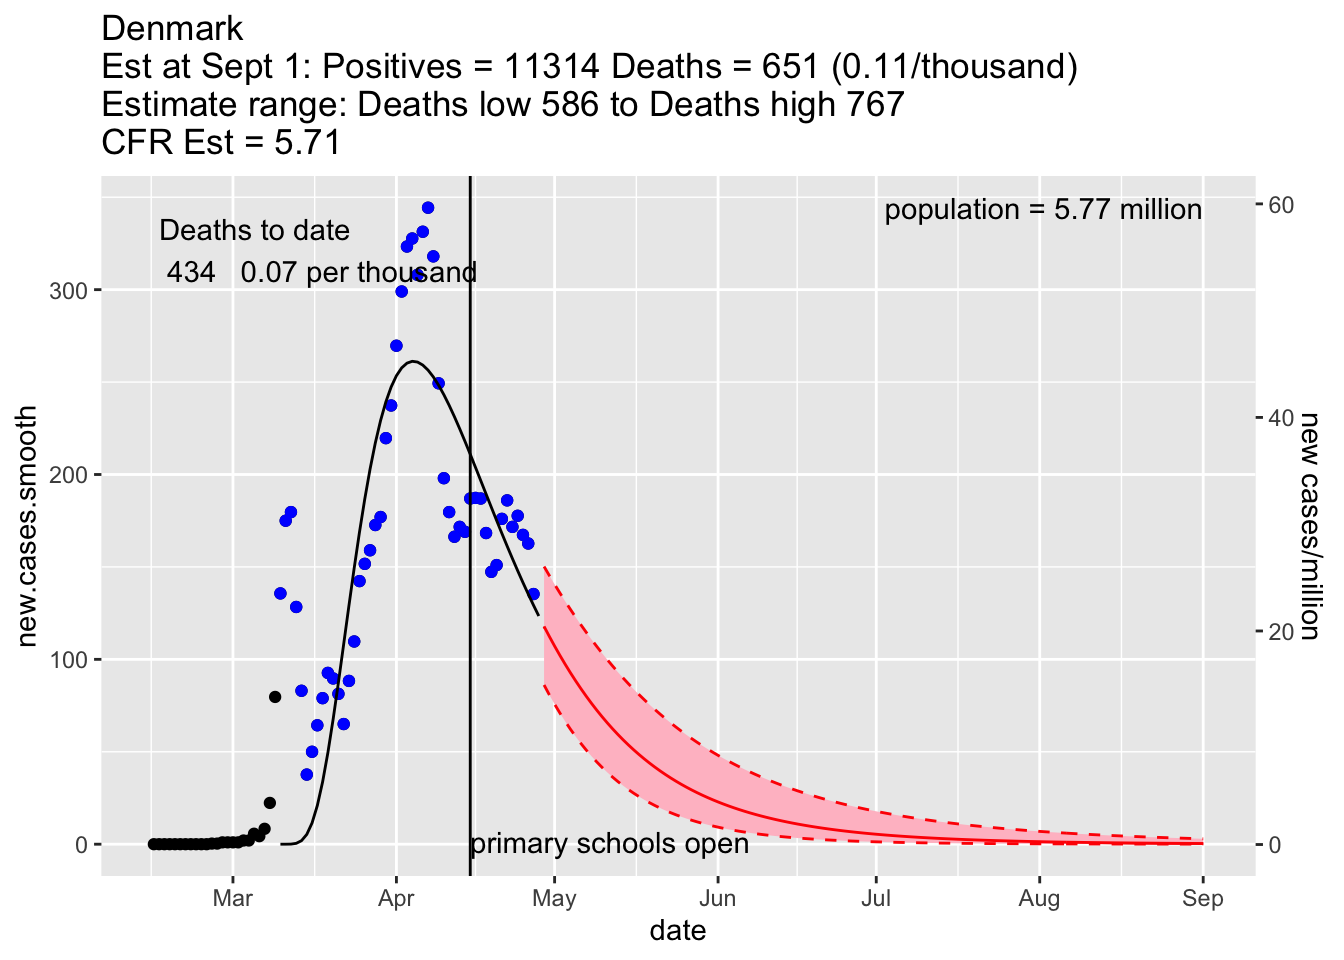 Denmark
Est at Sept 1: Positives = 11314 Deaths = 651 (0.11/thousand)
Estimate range: Deaths low 586 to Deaths high 767
CFR Est = 5.71
Deaths to date
434 0.07 per thousand
population = 5.77 million
primary schools open
new.cases.smooth
300
200
100
0
new cases/million
60
40
20
0
Mar Apr May Jun Jul Aug Sep
date